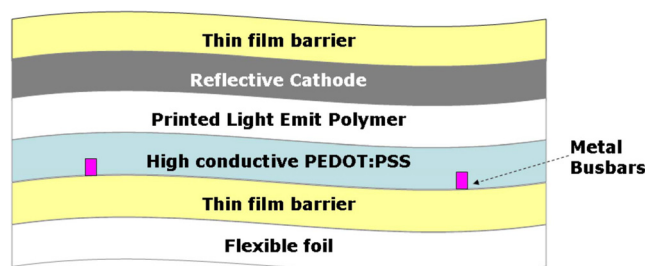 Thin film barrier
Reflective Cathode
Printed Light Emit Polymer
High conductive PEDOT:PSS
Metal
Busbars
Thin film barrier
Flexible foil